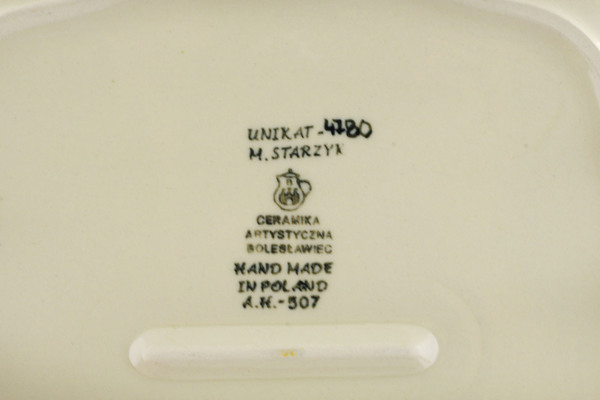 UNIKAT-4780
M. STARZYK
CERAMIKA
ARTYSTYCZNA
BOLESŁAWIEC
HAND MADE
IN POLAND
A.H.-507